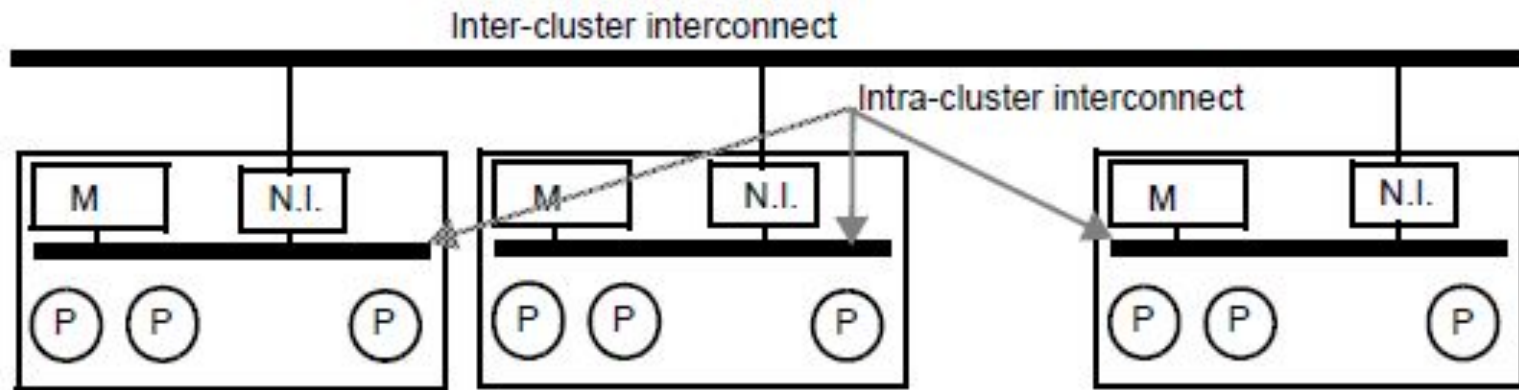 Inter-cluster interconnect
Intra-cluster interconnect
M N.I. M N.I. M N.I.
P P P P P P P P P